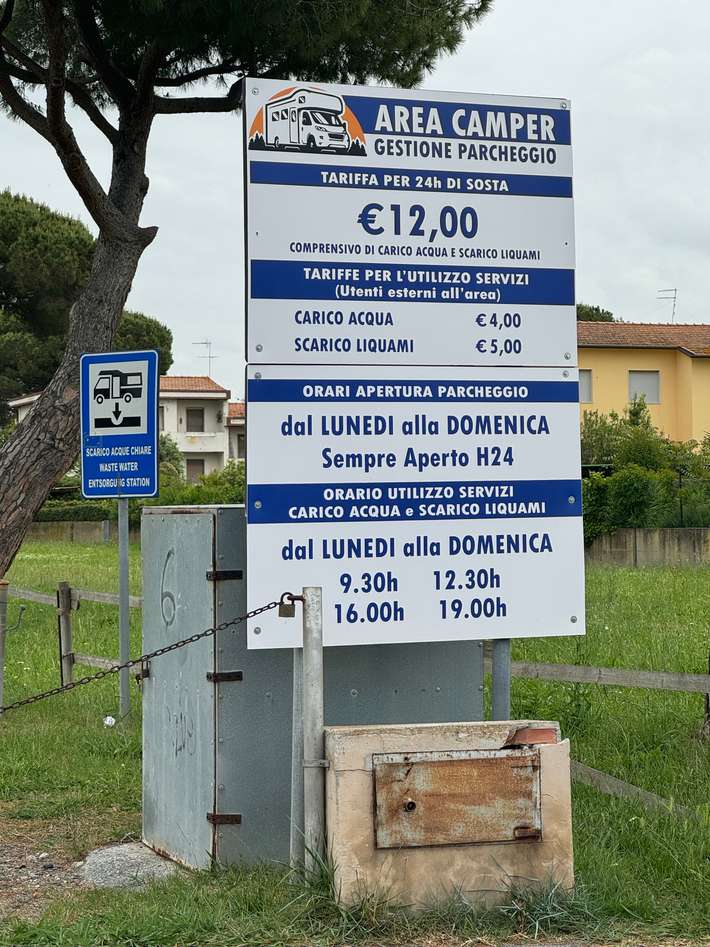 AREA CAMPER
GESTIONE PARCHEGGIO
TARIFFA PER 24h DI SOSTA
€12,00
COMPRENSIVO DI CARICO ACQUA E SCARICO LIQUAMI
TARIFFE PER L'UTILIZZO SERVIZI
(Utenti esterni all'area)
CARICO ACQUA €4,00
SCARICO LIQUAMI €5,00
ORARI APERTURA PARCHEGGIO
dal LUNEDI alla DOMENICA
Sempre Aperto H24
ORARIO UTILIZZO SERVIZI
CARICO ACQUA e SCARICO LIQUAMI
dal LUNEDI alla DOMENICA
9.30h 12.30h
16.00h 19.00h
SCARICO ACQUE CHIARE
WASTE WATER
ENTSORGUNG STATION
6